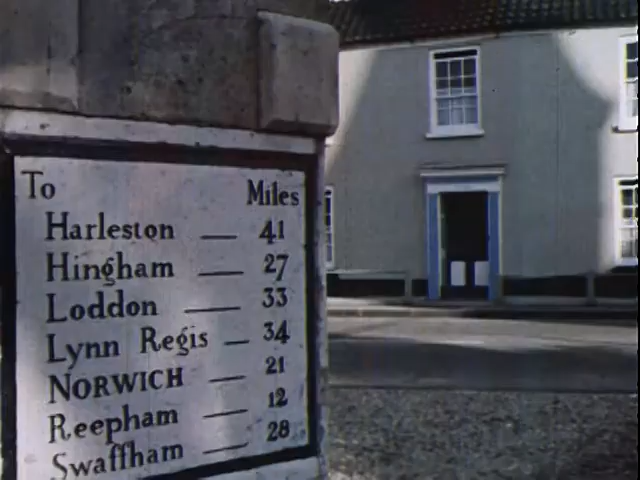 To Miles
Harleston — 41
Hingham — 27
Loddon — 33
Lynn Regis — 34
NORWICH — 21
Reepham — 12
Swaffham — 28